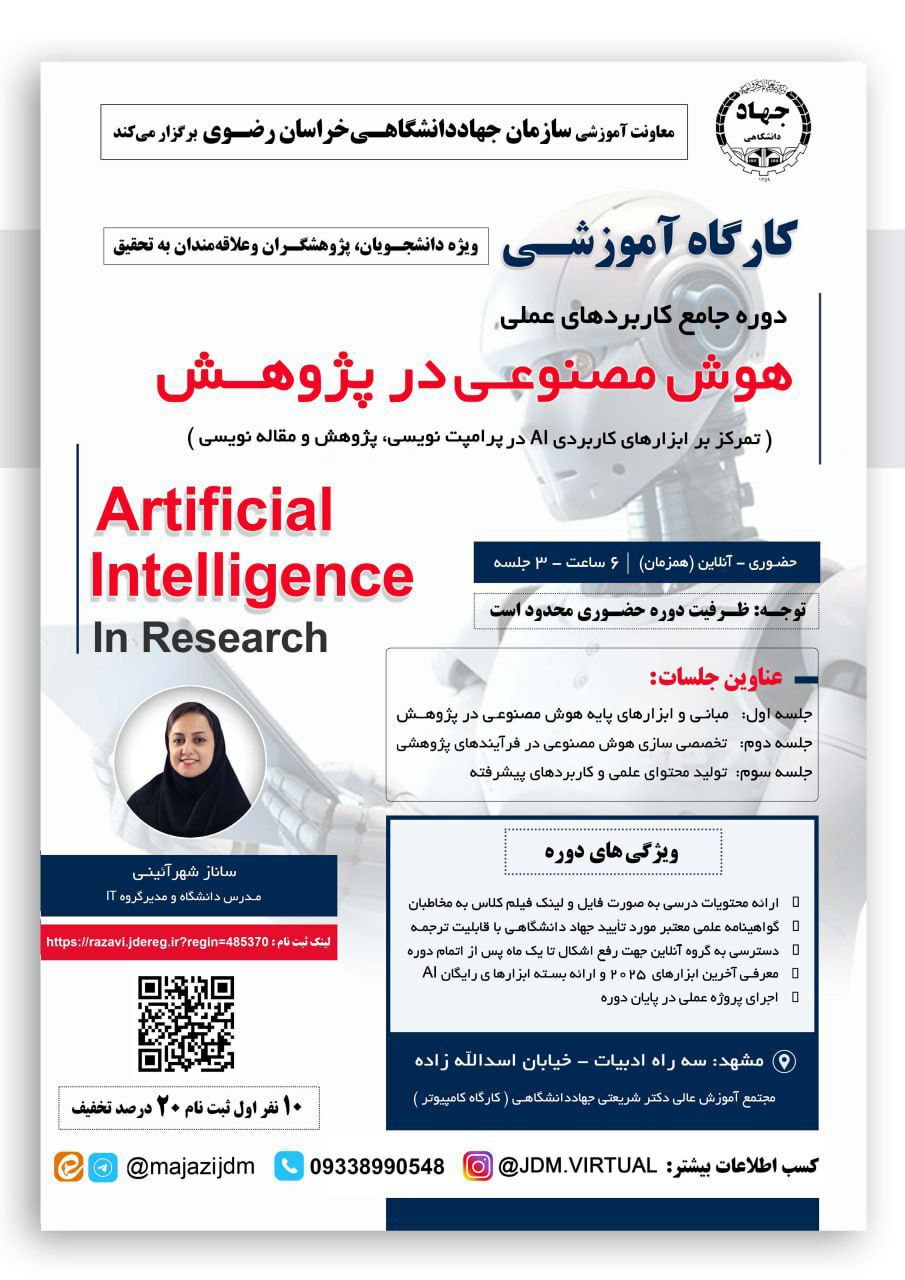 جهاد
دانشگاهی
۱۳۵۹
معاونت آموزشی سازمان جهاددانشگاهی خراسان رضوی برگزار می‌کند
کارگاه آموزشی
ویژه دانشجویان، پژوهشگران وعلاقه‌مندان به تحقیق
دوره جامع کاربردهای عملی
هوش مصنوعی در پژوهش
( تمرکز بر ابزارهای کاربردی AI در پرامپت نویسی، پژوهش و مقاله نویسی )
Artificial
Intelligence
In Research
حضوری - آنلاین (همزمان) | ۶ ساعت - ۳ جلسه
توجه: ظرفیت دوره حضوری محدود است
عناوین جلسات:
جلسه اول: مبانی و ابزارهای پایه هوش مصنوعی در پژوهش
جلسه دوم: تخصصی سازی هوش مصنوعی در فرآیندهای پژوهشی
جلسه سوم: تولید محتوای علمی و کاربردهای پیشرفته
ساناز شهرآئینی
مدرس دانشگاه و مدیرگروه IT
لینک ثبت نام : https://razavi.jdereg.ir?regin=485370
۱۰ نفر اول ثبت نام ۲۰ درصد تخفیف
ویژگی های دوره
ارائه محتویات درسی به صورت فایل و لینک فیلم کلاس به مخاطبان
گواهینامه علمی معتبر مورد تأیید جهاد دانشگاهی با قابلیت ترجمه
دسترسی به گروه آنلاین جهت رفع اشکال تا یک ماه پس از اتمام دوره
معرفی آخرین ابزارهای ۲۰۲۵ و ارائه بسته ابزارها ی رایگان AI
اجرای پروژه عملی در پایان دوره
مشهد: سه راه ادبیات - خیابان اسدالله زاده
مجتمع آموزش عالی دکتر شریعتی جهاددانشگاهی ( کارگاه کامپیوتر )
کسب اطلاعات بیشتر: @JDM.VIRTUAL 09338990548 @majazijdm